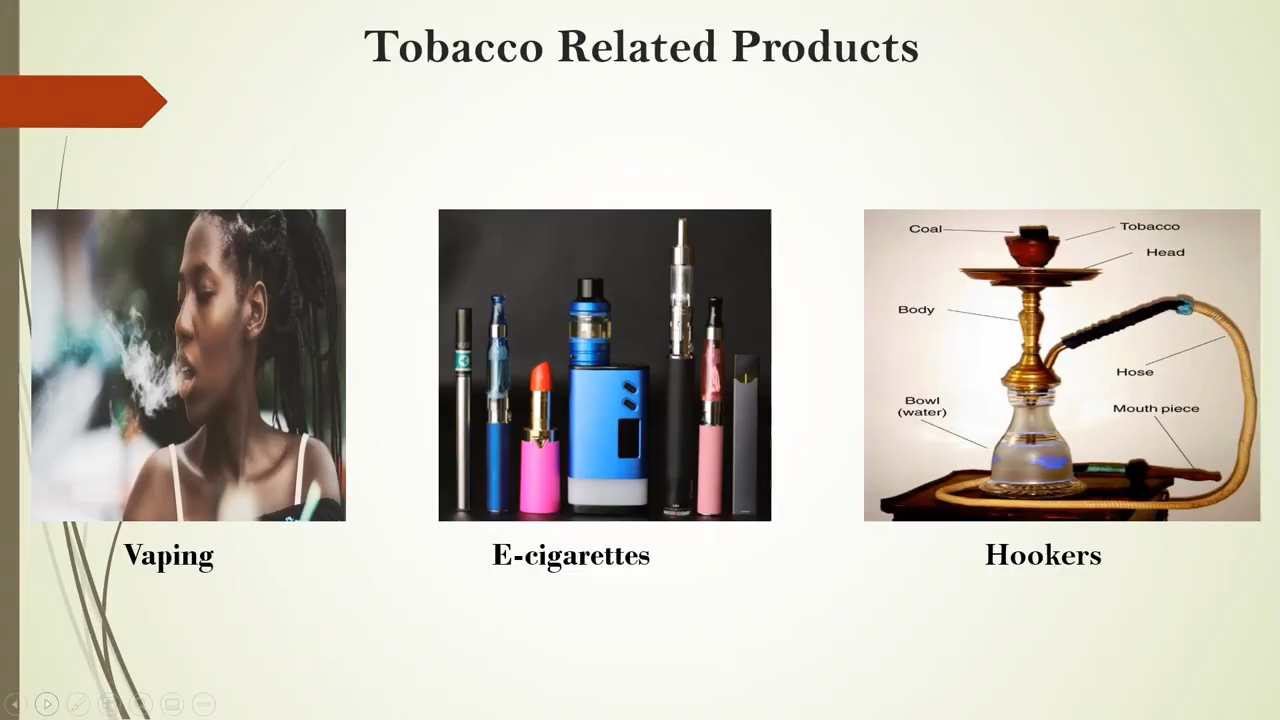 Tobacco Related Products
Coal
Tobacco
Head
Body
Hose
Bowl
(water)
Mouth piece
Vaping
E-cigarettes
Hookers